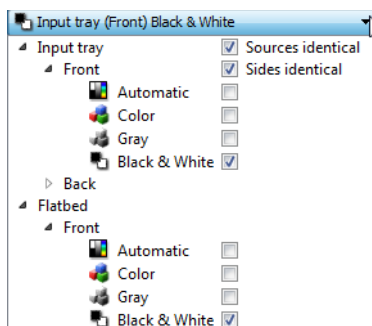 Input tray (Front) Black & White
Input tray Sources identical
Front Sides identical
Automatic
Color
Gray
Black & White
Back
Flatbed
Front
Automatic
Color
Gray
Black & White